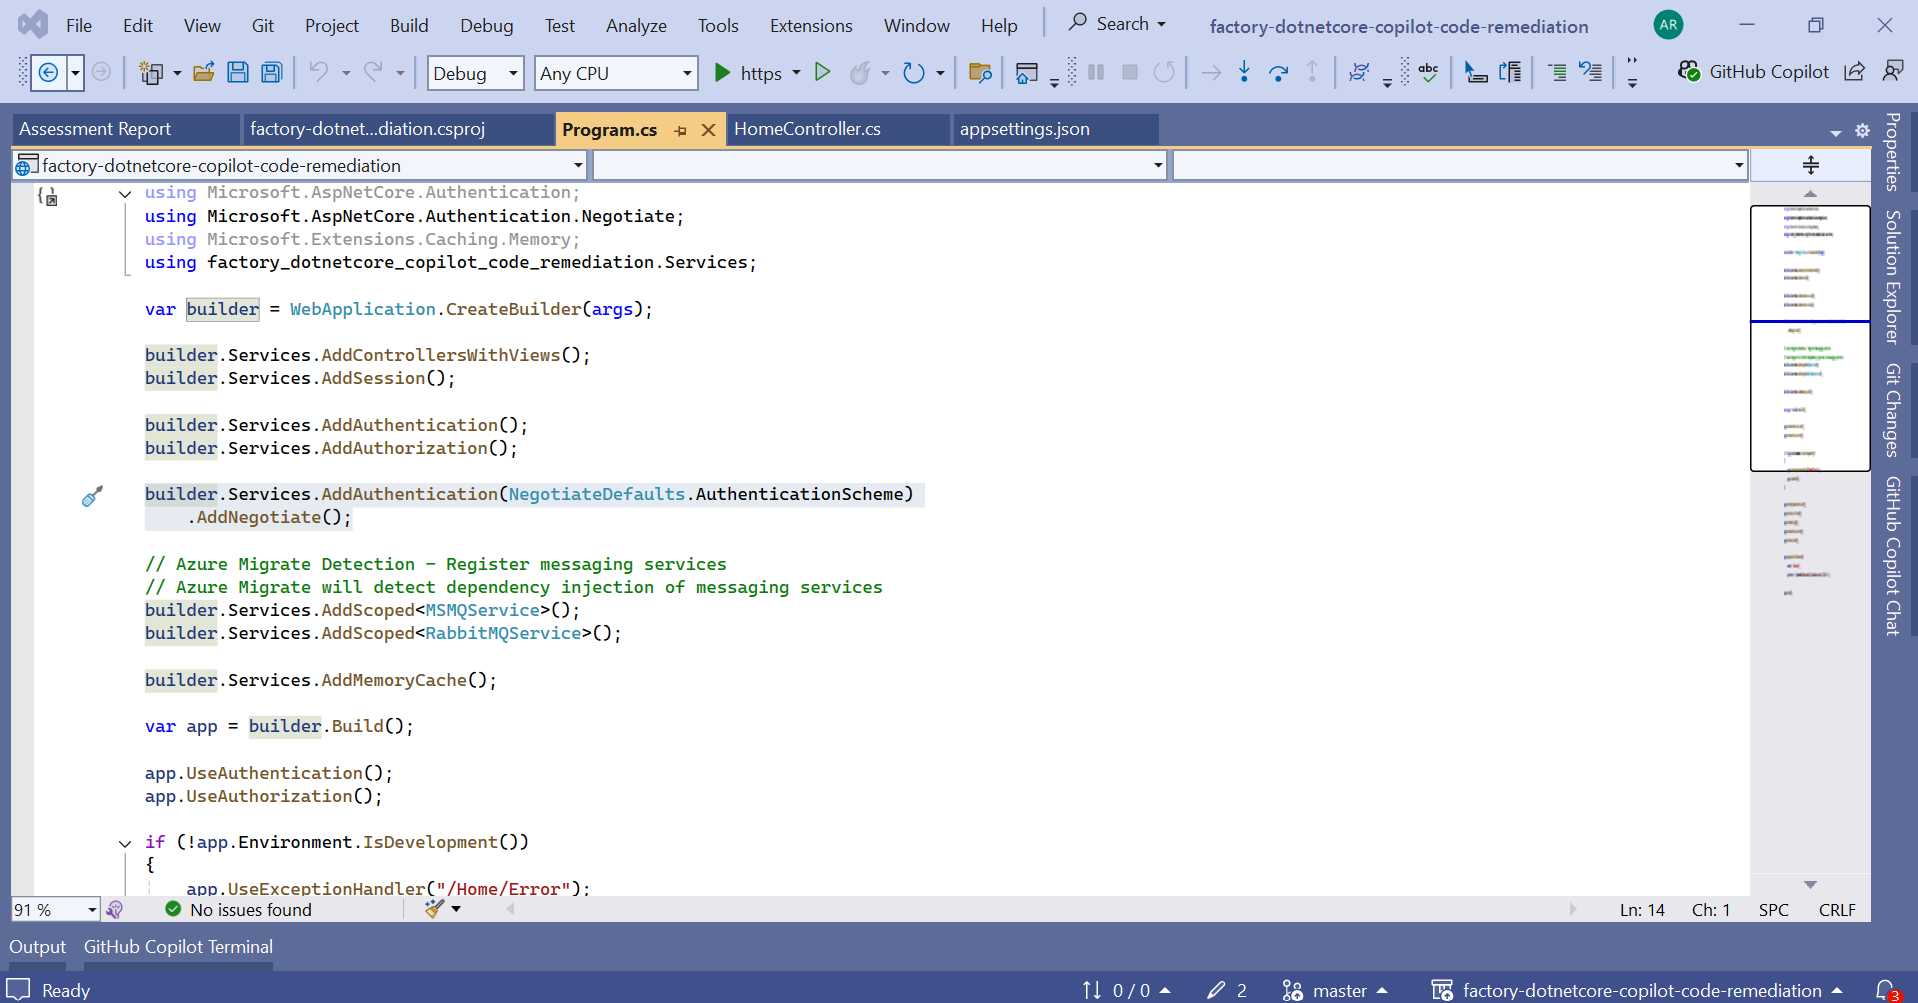 File Edit View Git Project Build Debug Test Analyze Tools Extensions Window Help Search factory-dotnetcore-copilot-code-remediation AR
Debug Any CPU https abc GitHub Copilot
Assessment Report factory-dotnet...diation.csproj Program.cs HomeController.cs appsettings.json
factory-dotnetcore-copilot-code-remediation
using Microsoft.AspNetCore.Authentication;
using Microsoft.AspNetCore.Authentication.Negotiate;
using Microsoft.Extensions.Caching.Memory;
using factory_dotnetcore_copilot_code_remediation.Services;
var builder = WebApplication.CreateBuilder(args);
builder.Services.AddControllersWithViews();
builder.Services.AddSession();
builder.Services.AddAuthentication();
builder.Services.AddAuthorization();
builder.Services.AddAuthentication(NegotiateDefaults.AuthenticationScheme)
.AddNegotiate();
// Azure Migrate Detection - Register messaging services
// Azure Migrate will detect dependency injection of messaging services
builder.Services.AddScoped<MSMQService>();
builder.Services.AddScoped<RabbitMQService>();
builder.Services.AddMemoryCache();
var app = builder.Build();
app.UseAuthentication();
app.UseAuthorization();
if (!app.Environment.IsDevelopment())
{
app.UseExceptionHandler("/Home/Error");
91 % No issues found Ln: 14 Ch: 1 SPC CRLF
Properties
Solution Explorer
Git Changes
GitHub Copilot Chat
Output GitHub Copilot Terminal
Ready 0 / 0 2 master factory-dotnetcore-copilot-code-remediation 3